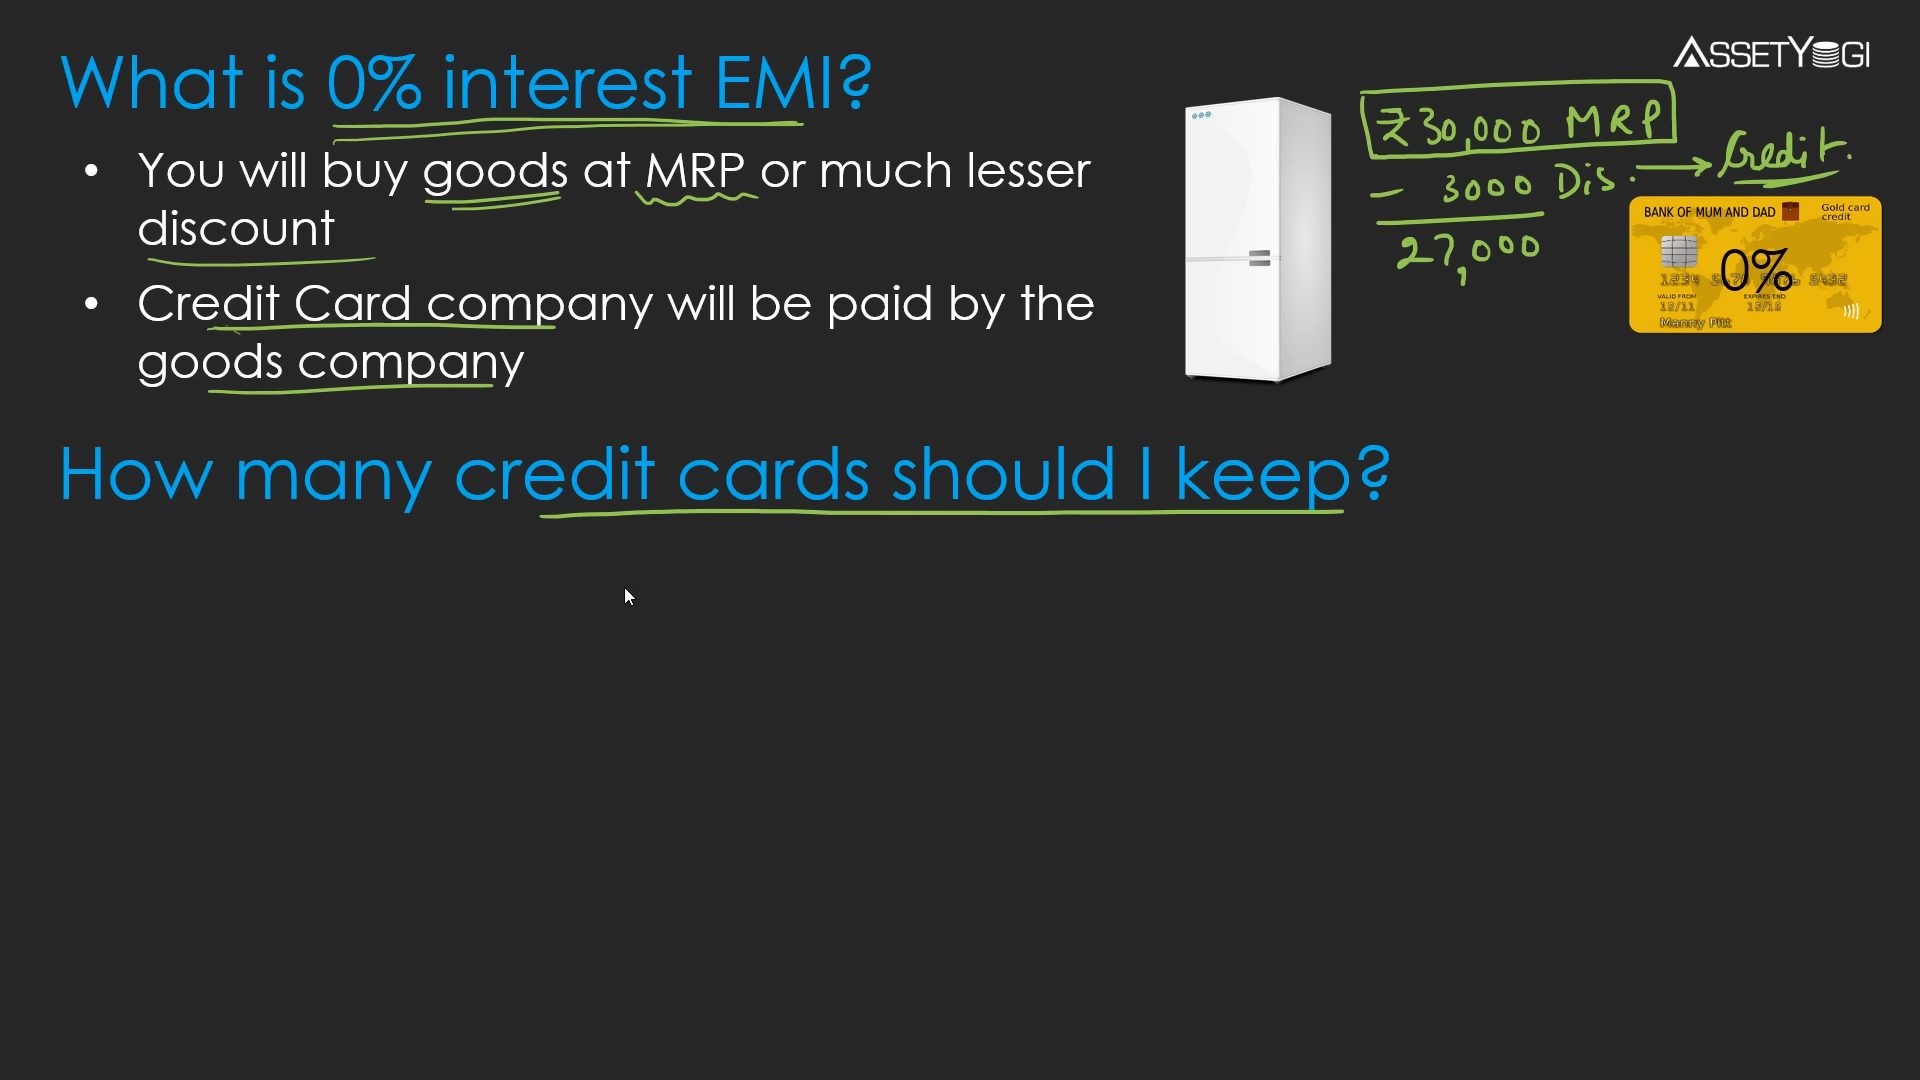 What is 0% interest EMI?
ASSETYOGI
• You will buy goods at MRP or much lesser
discount
• Credit Card company will be paid by the
goods company
₹30,000 MRP
- 3000 Dis. → Credit.
27,000
BANK OF MUM AND DAD
Gold card
credit
0%
VALID FROM
EXPIRES END
Manny Pitt
How many credit cards should I keep?